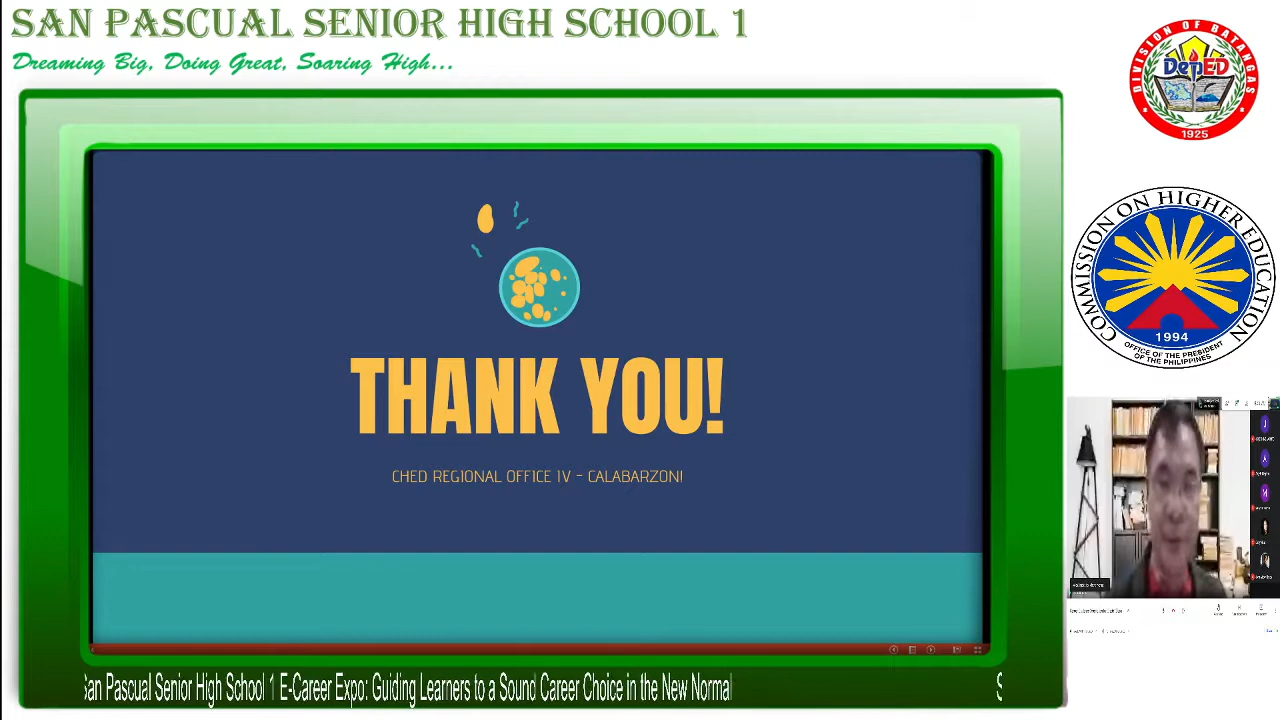 SAN PASCUAL SENIOR HIGH SCHOOL 1
Dreaming Big, Doing Great, Soaring High...
DIVISION OF BATANGAS
DepED
1925
COMMISSION ON HIGHER EDUCATION
1994
OFFICE OF THE PRESIDENT
OF THE PHILIPPINES
THANK YOU!
CHED REGIONAL OFFICE IV - CALABARZON!
San Pascual Senior High School 1 E-Career Expo: Guiding Learners to a Sound Career Choice in the New Normal
S